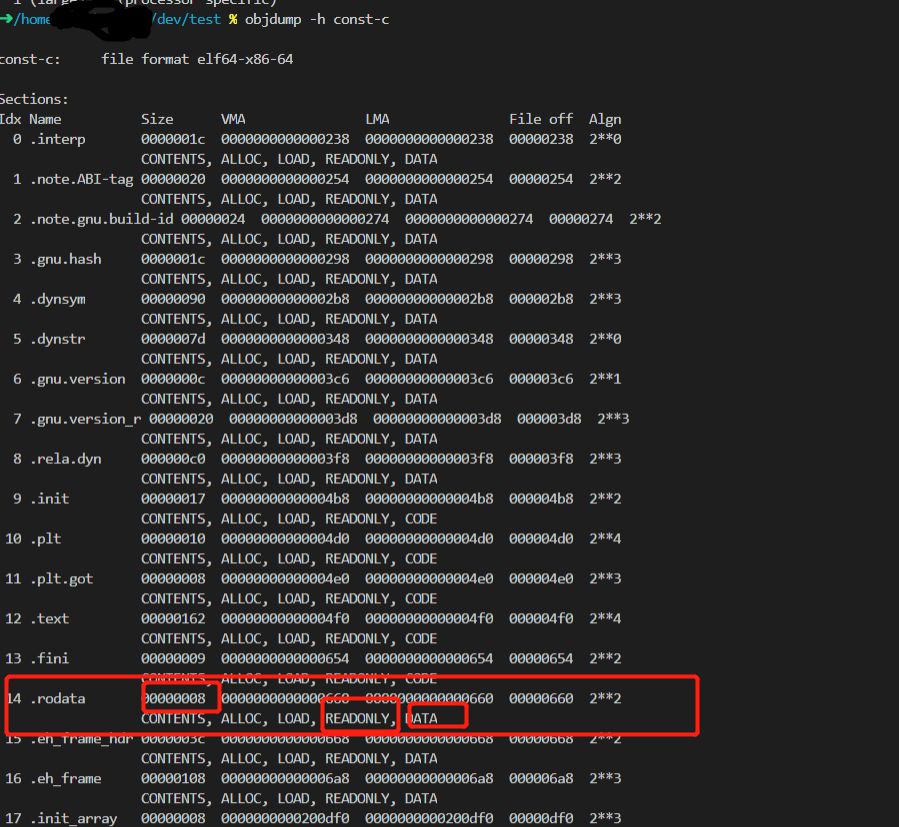 1 (large (processor specific)
→/home /dev/test % objdump -h const-c
const-c:     file format elf64-x86-64
Sections:
Idx Name          Size      VMA               LMA               File off  Algn
  0 .interp       0000001c  0000000000000238  0000000000000238  00000238  2**0
                  CONTENTS, ALLOC, LOAD, READONLY, DATA
  1 .note.ABI-tag 00000020  0000000000000254  0000000000000254  00000254  2**2
                  CONTENTS, ALLOC, LOAD, READONLY, DATA
  2 .note.gnu.build-id 00000024  0000000000000274  0000000000000274  00000274  2**2
                  CONTENTS, ALLOC, LOAD, READONLY, DATA
  3 .gnu.hash     0000001c  0000000000000298  0000000000000298  00000298  2**3
                  CONTENTS, ALLOC, LOAD, READONLY, DATA
  4 .dynsym       00000090  00000000000002b8  00000000000002b8  000002b8  2**3
                  CONTENTS, ALLOC, LOAD, READONLY, DATA
  5 .dynstr       0000007d  0000000000000348  0000000000000348  00000348  2**0
                  CONTENTS, ALLOC, LOAD, READONLY, DATA
  6 .gnu.version  0000000c  00000000000003c6  00000000000003c6  000003c6  2**1
                  CONTENTS, ALLOC, LOAD, READONLY, DATA
  7 .gnu.version_r 00000020  00000000000003d8  00000000000003d8  000003d8  2**3
                  CONTENTS, ALLOC, LOAD, READONLY, DATA
  8 .rela.dyn     000000c0  00000000000003f8  00000000000003f8  000003f8  2**3
                  CONTENTS, ALLOC, LOAD, READONLY, DATA
  9 .init         00000017  00000000000004b8  00000000000004b8  000004b8  2**2
                  CONTENTS, ALLOC, LOAD, READONLY, CODE
 10 .plt          00000010  00000000000004d0  00000000000004d0  000004d0  2**4
                  CONTENTS, ALLOC, LOAD, READONLY, CODE
 11 .plt.got      00000008  00000000000004e0  00000000000004e0  000004e0  2**3
                  CONTENTS, ALLOC, LOAD, READONLY, CODE
 12 .text         00000162  00000000000004f0  00000000000004f0  000004f0  2**4
                  CONTENTS, ALLOC, LOAD, READONLY, CODE
 13 .fini         00000009  0000000000000654  0000000000000654  00000654  2**2
                  CONTENTS, ALLOC, LOAD, READONLY, CODE
 14 .rodata       00000008  0000000000000660  0000000000000660  00000660  2**2
                  CONTENTS, ALLOC, LOAD, READONLY, DATA
 15 .eh_frame_hdr 0000003c  0000000000000668  0000000000000668  00000668  2**2
                  CONTENTS, ALLOC, LOAD, READONLY, DATA
 16 .eh_frame     00000108  00000000000006a8  00000000000006a8  000006a8  2**3
                  CONTENTS, ALLOC, LOAD, READONLY, DATA
 17 .init_array   00000008  0000000000200df0  0000000000200df0  00000df0  2**3